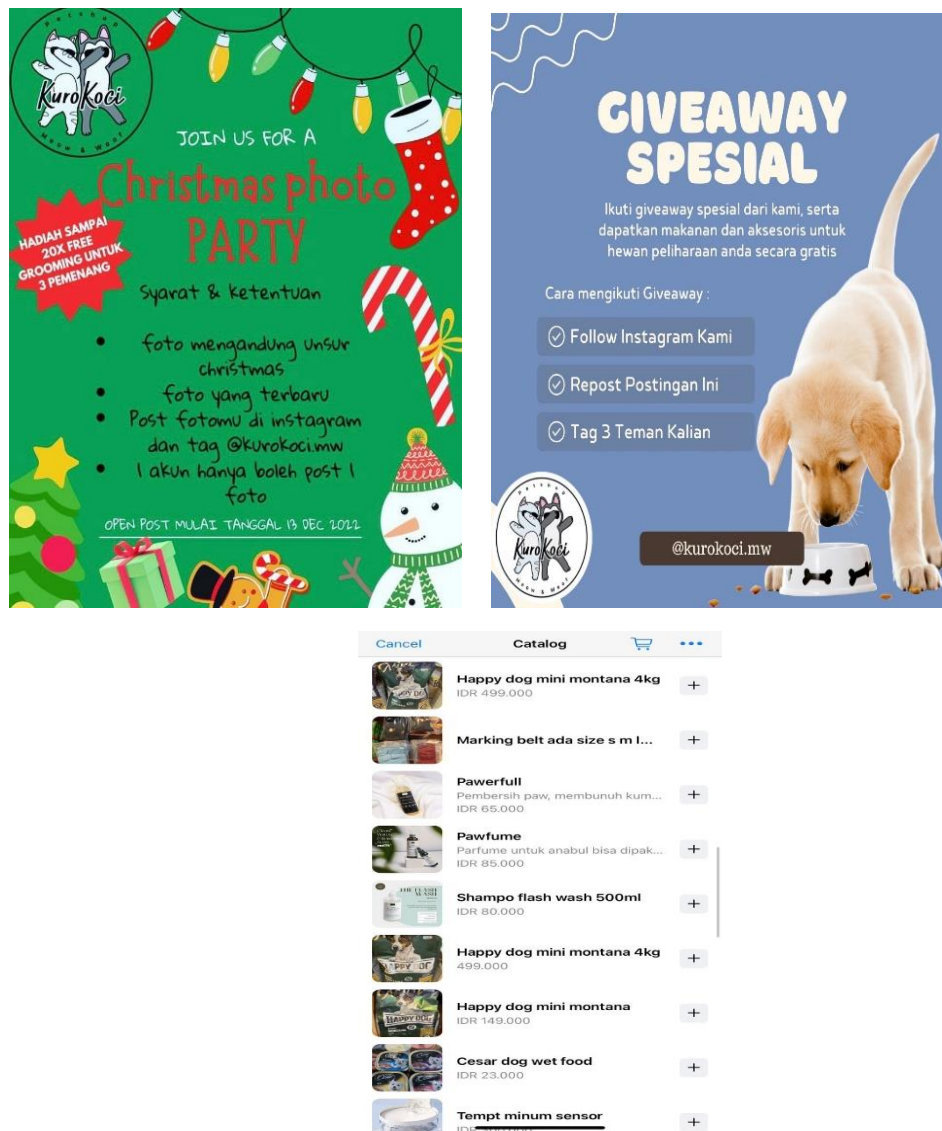 Petshop
KuroKoci
Meow & Woof
JOIN US FOR A
Christmas photo
PARTY
HADIAH SAMPAI
20X FREE
GROOMING UNTUK
3 PEMENANG
Syarat & ketentuan
• foto mengandung unsur
christmas
• foto yang terbaru
• Post fotomu di instagram
dan tag @kurokoci.mw
• 1 akun hanya boleh post 1
foto
OPEN POST MULAI TANGGAL 13 DEC 2022
GIVEAWAY
SPESIAL
Ikuti giveaway spesial dari kami, serta
dapatkan makanan dan aksesoris untuk
hewan peliharaan anda secara gratis
Cara mengikuti Giveaway :
Follow Instagram Kami
Repost Postingan Ini
Tag 3 Teman Kalian
Petshop
KuroKoci
Meow & Woof
@kurokoci.mw
Cancel
Catalog
Happy dog mini montana 4kg
IDR 499.000
Marking belt ada size s m l...
Pawerfull
Pembersih paw, membunuh kum...
IDR 65.000
Pawfume
Parfume untuk anabul bisa dipak...
IDR 85.000
THE FLASH
WASH
Shampo flash wash 500ml
IDR 80.000
Happy dog mini montana 4kg
499.000
Happy dog mini montana
IDR 149.000
Cesar dog wet food
IDR 23.000
Tempt minum sensor
IDR